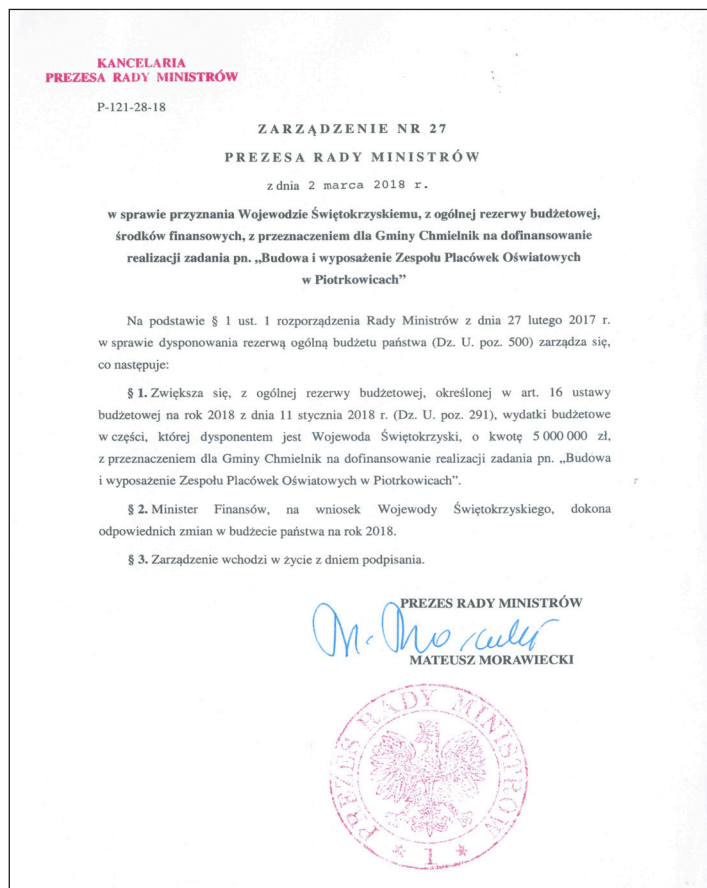 KANCELARIA
PREZESA RADY MINISTRÓW
P-121-28-18
ZARZĄDZENIE NR 27
PREZESA RADY MINISTRÓW
z dnia 2 marca 2018 r.
w sprawie przyznania Wojewodzie Świętokrzyskiemu, z ogólnej rezerwy budżetowej,
środków finansowych, z przeznaczeniem dla Gminy Chmielnik na dofinansowanie
realizacji zadania pn. „Budowa i wyposażenie Zespołu Placówek Oświatowych
w Piotrkowicach”
Na podstawie § 1 ust. 1 rozporządzenia Rady Ministrów z dnia 27 lutego 2017 r.
w sprawie dysponowania rezerwą ogólną budżetu państwa (Dz. U. poz. 500) zarządza się,
co następuje:
§ 1. Zwiększa się, z ogólnej rezerwy budżetowej, określonej w art. 16 ustawy
budżetowej na rok 2018 z dnia 11 stycznia 2018 r. (Dz. U. poz. 291), wydatki budżetowe
w części, której dysponentem jest Wojewoda Świętokrzyski, o kwotę 5 000 000 zł,
z przeznaczeniem dla Gminy Chmielnik na dofinansowanie realizacji zadania pn. „Budowa
i wyposażenie Zespołu Placówek Oświatowych w Piotrkowicach”.
§ 2. Minister Finansów, na wniosek Wojewody Świętokrzyskiego, dokona
odpowiednich zmian w budżecie państwa na rok 2018.
§ 3. Zarządzenie wchodzi w życie z dniem podpisania.
PREZES RADY MINISTRÓW
MATEUSZ MORAWIECKI
PREZES RADY MINISTRÓW
* 1 *